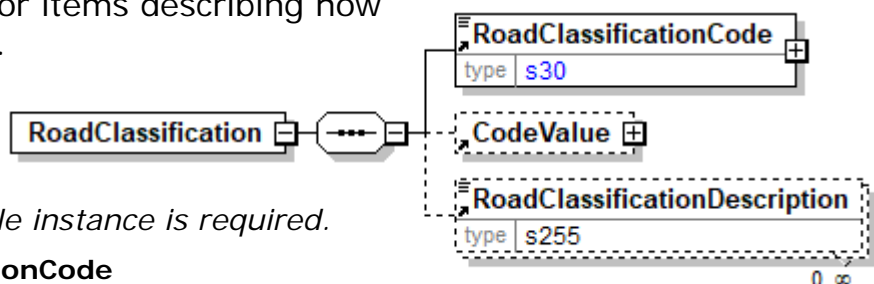 or items describing how
.
RoadClassificationCode
type s30
RoadClassification
CodeValue
RoadClassificationDescription
type s255
le instance is required.
onCode
0 ∞